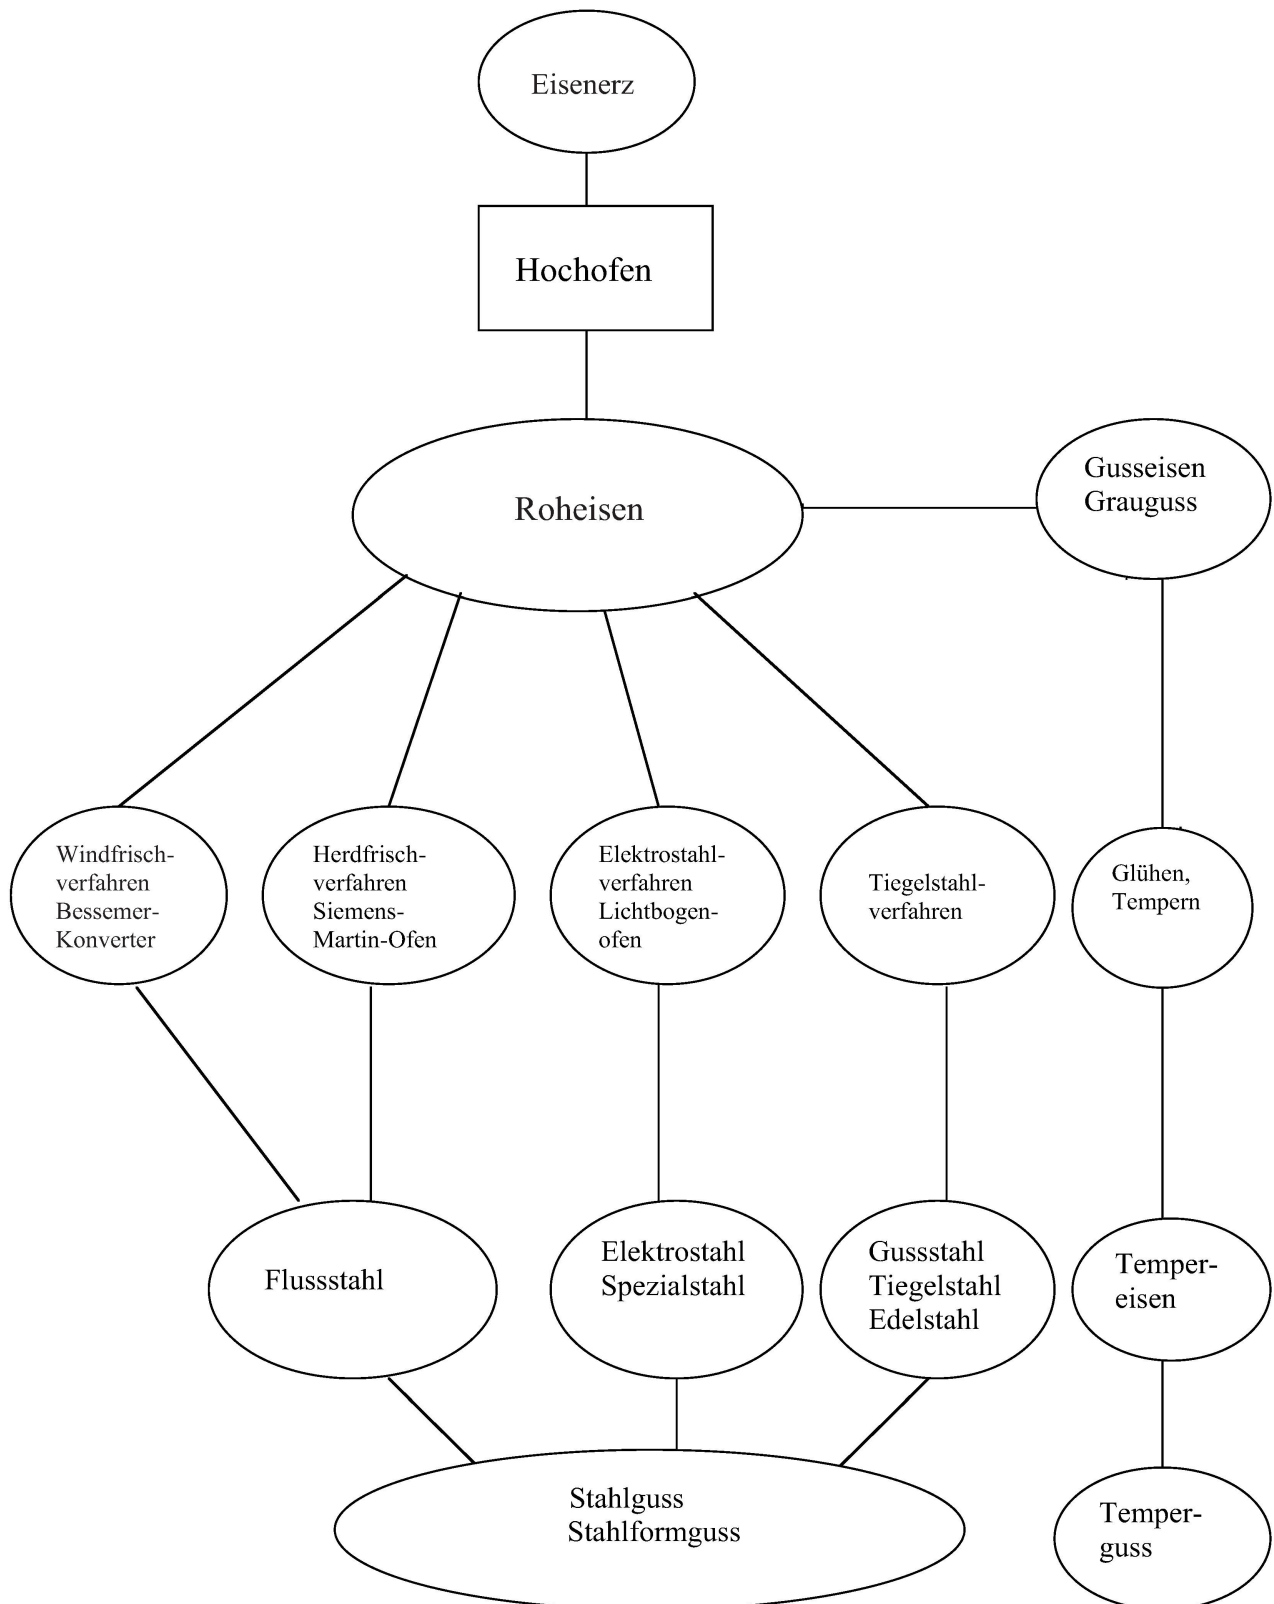 Eisenerz
Hochofen
Roheisen
Gusseisen
Grauguss
Windfrisch-
verfahren
Bessemer-
Konverter
Herdfrisch-
verfahren
Siemens-
Martin-Ofen
Elektrostahl-
verfahren
Lichtbogen-
ofen
Tiegelstahl-
verfahren
Glühen,
Tempern
Flussstahl
Elektrostahl
Spezialstahl
Gussstahl
Tiegelstahl
Edelstahl
Temper-
eisen
Stahlguss
Stahlformguss
Temper-
guss